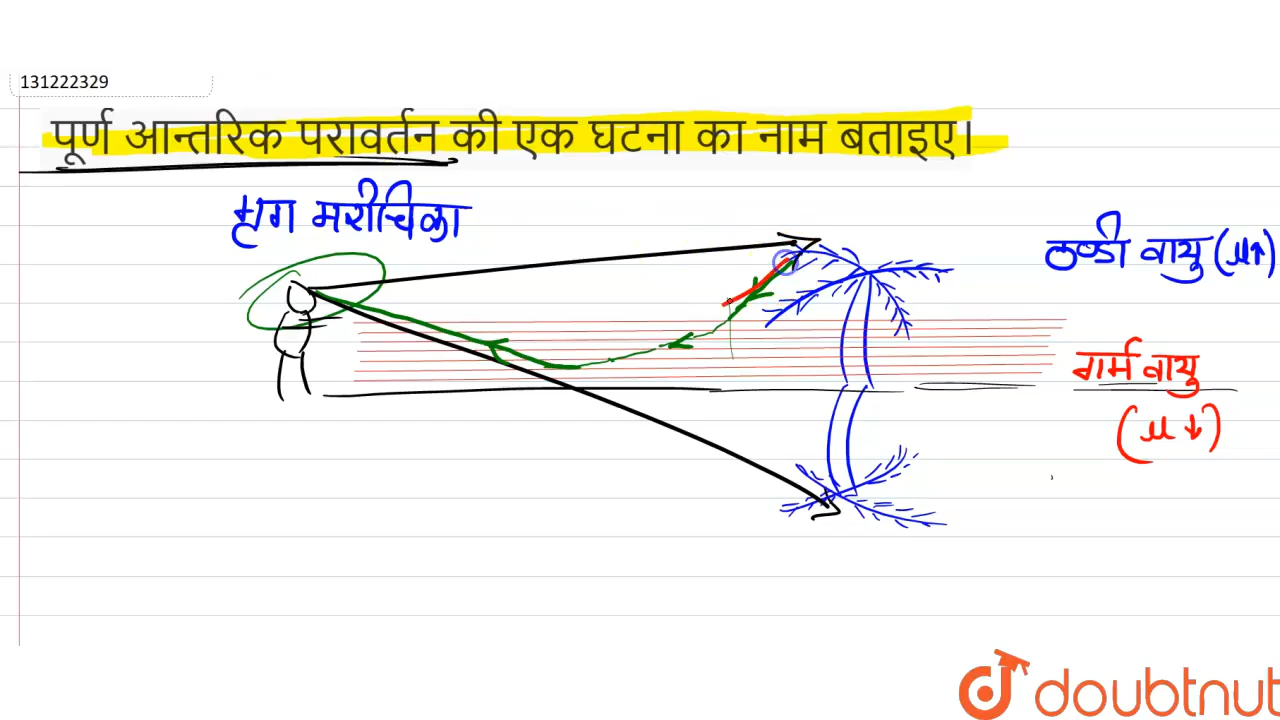 131222329
पूर्ण आन्तरिक परावर्तन की एक घटना का नाम बताइए।
मृग मरीचिका
ठण्डी वायु (μ↑)
गर्म वायु
(μ↓)
doubtnut